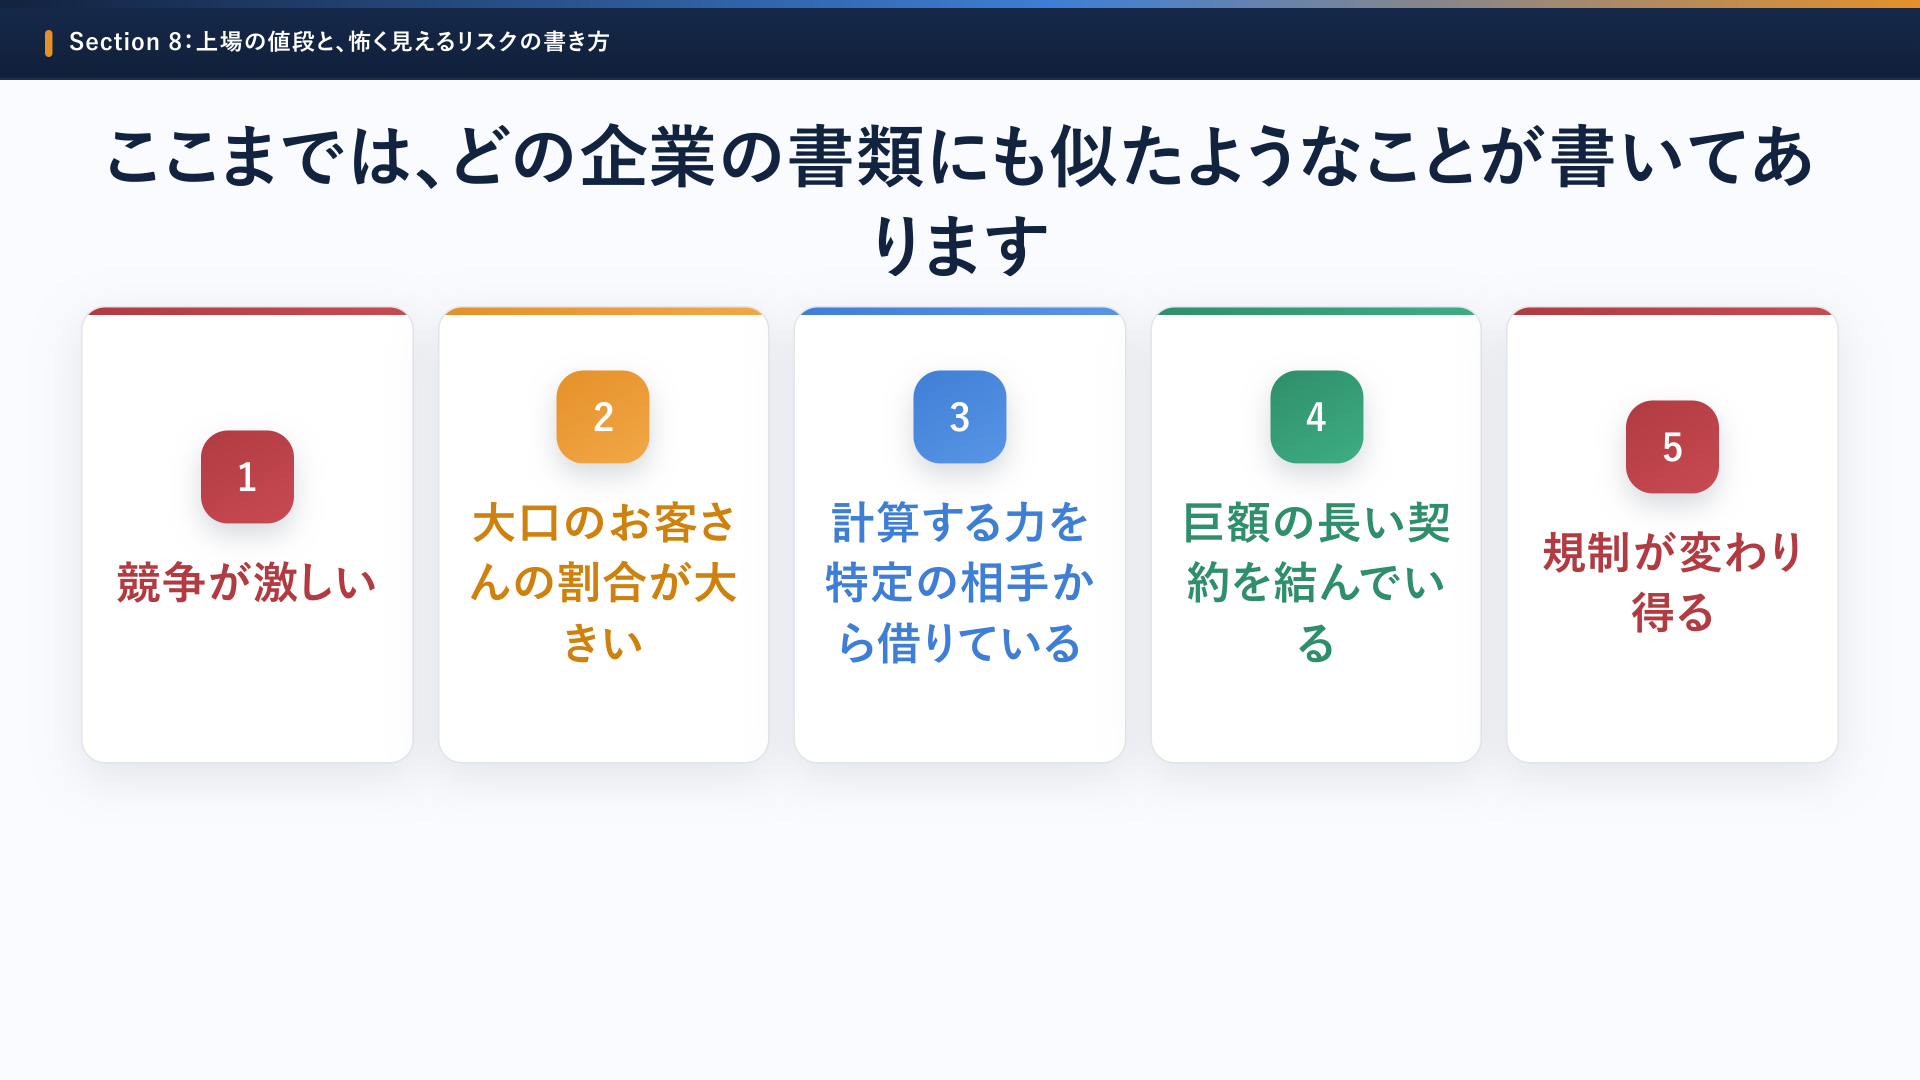 Section 8：上場の値段と、怖く見えるリスクの書き方
ここまでは、どの企業の書類にも似たようなことが書いてあ
ります
1
競争が激しい
2
大口のお客さ
んの割合が大
きい
3
計算する力を
特定の相手か
ら借りている
4
巨額の長い契
約を結んでい
る
5
規制が変わり
得る